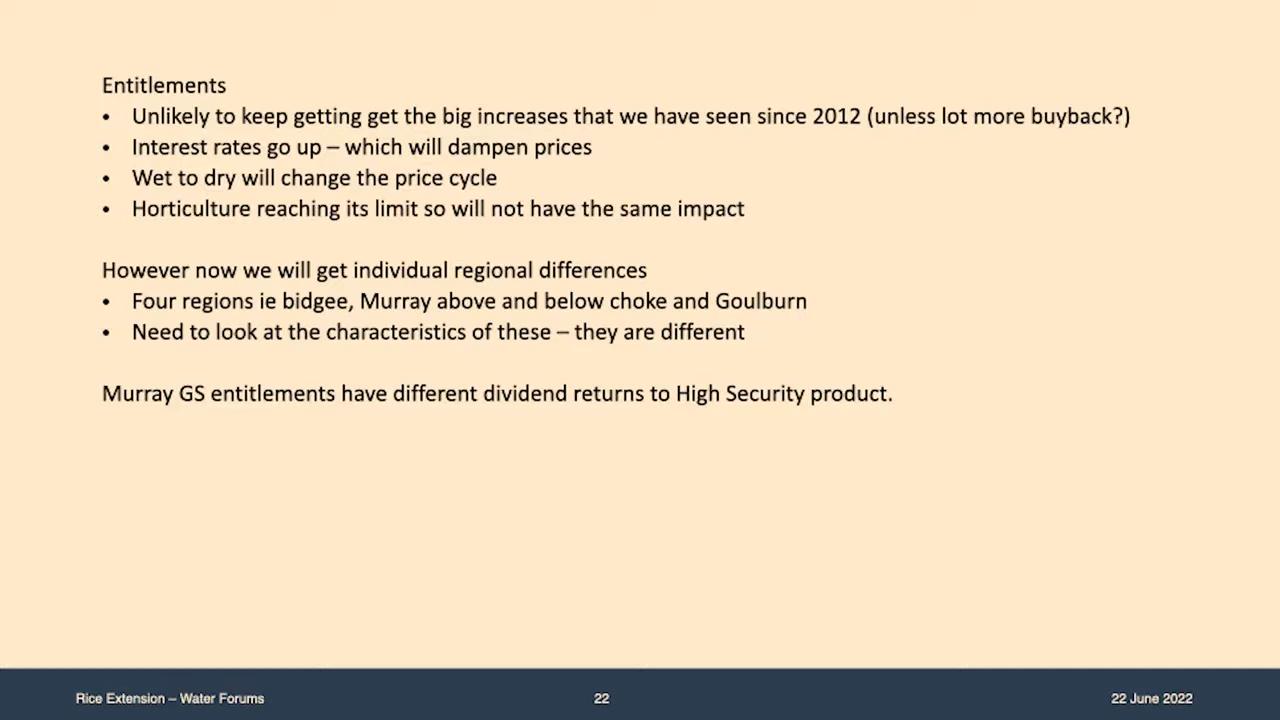 Entitlements
• Unlikely to keep getting get the big increases that we have seen since 2012 (unless lot more buyback?)
• Interest rates go up – which will dampen prices
• Wet to dry will change the price cycle
• Horticulture reaching its limit so will not have the same impact
However now we will get individual regional differences
• Four regions ie bidgee, Murray above and below choke and Goulburn
• Need to look at the characteristics of these – they are different
Murray GS entitlements have different dividend returns to High Security product.
Rice Extension – Water Forums
22
22 June 2022